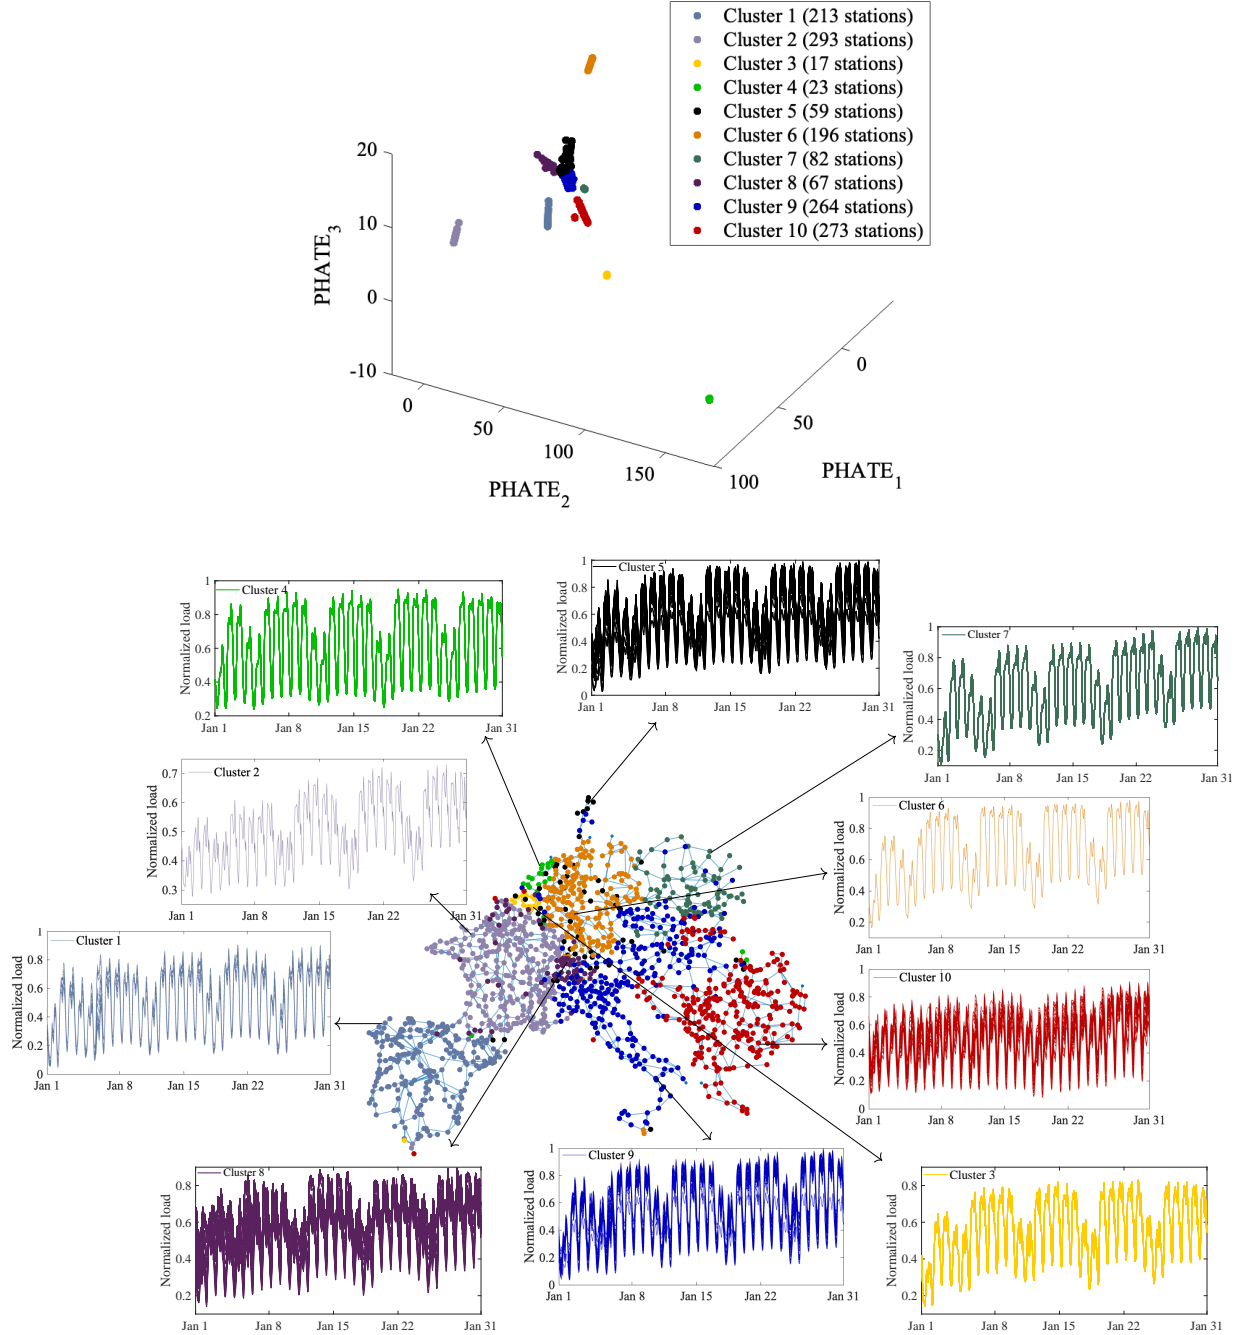 Cluster 1 (213 stations)
Cluster 2 (293 stations)
Cluster 3 (17 stations)
Cluster 4 (23 stations)
Cluster 5 (59 stations)
Cluster 6 (196 stations)
Cluster 7 (82 stations)
Cluster 8 (67 stations)
Cluster 9 (264 stations)
Cluster 10 (273 stations)
20
10
0
-10
PHATE3
0
50
100
150
PHATE2
100
50
0
PHATE1
Cluster 4
Normalized load
1
0.8
0.6
0.4
0.2
Jan 1 Jan 8 Jan 15 Jan 22 Jan 31
Cluster 5
Normalized load
1
0.8
0.6
0.4
0.2
0
Jan 1 Jan 8 Jan 15 Jan 22 Jan 31
Cluster 7
Normalized load
1
0.8
0.6
0.4
0.2
Jan 1 Jan 8 Jan 15 Jan 22 Jan 31
Cluster 2
Normalized load
0.7
0.6
0.5
0.4
0.3
Jan 1 Jan 8 Jan 15 Jan 22 Jan 31
Cluster 6
Normalized load
1
0.8
0.6
0.4
0.2
Jan 1 Jan 8 Jan 15 Jan 22 Jan 31
Cluster 1
Normalized load
1
0.8
0.6
0.4
0.2
0
Jan 1 Jan 8 Jan 15 Jan 22 Jan 31
Cluster 10
Normalized load
1
0.8
0.6
0.4
0.2
0
Jan 1 Jan 8 Jan 15 Jan 22 Jan 31
Cluster 8
Normalized load
0.8
0.6
0.4
0.2
Jan 1 Jan 8 Jan 15 Jan 22 Jan 31
Cluster 9
Normalized load
1
0.8
0.6
0.4
0.2
0
Jan 1 Jan 8 Jan 15 Jan 22 Jan 31
Cluster 3
Normalized load
1
0.8
0.6
0.4
0.2
Jan 1 Jan 8 Jan 15 Jan 22 Jan 31